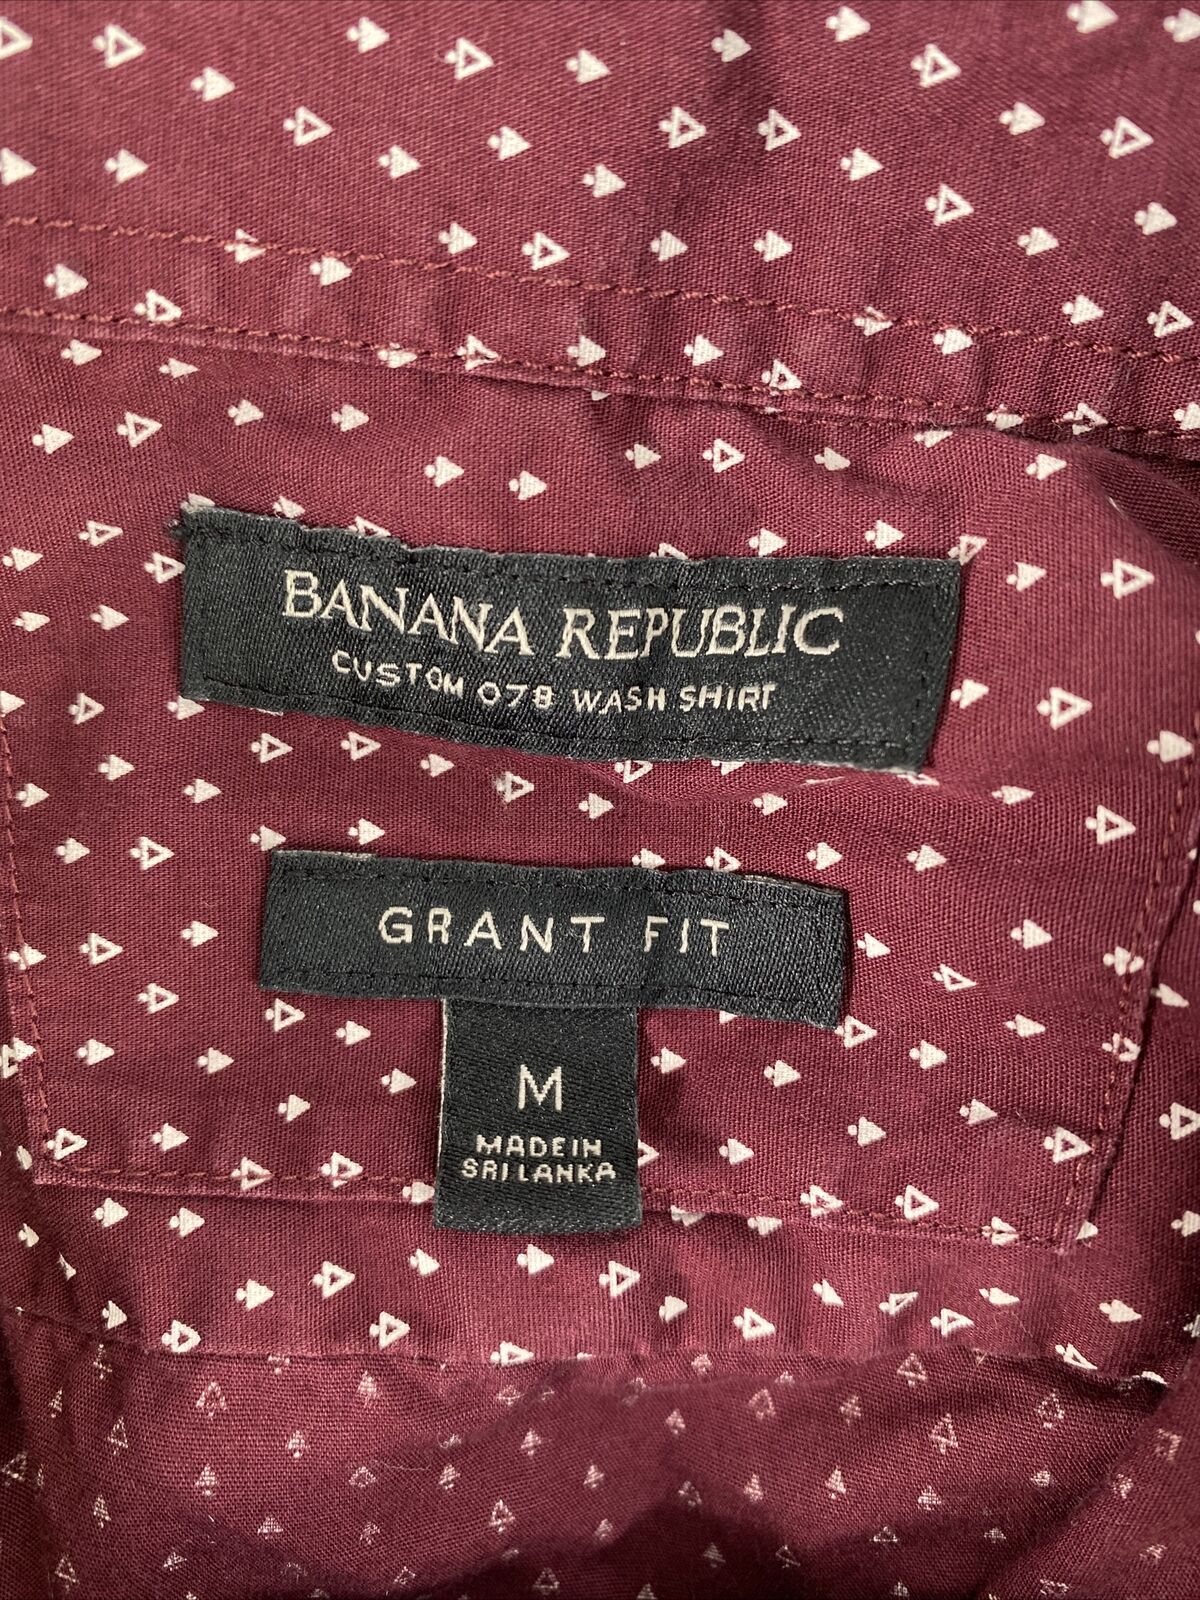 BANANA REPUBLIC
CUSTOM 078 WASH SHIRT
GRANT FIT
M
MADE IN
SRI LANKA